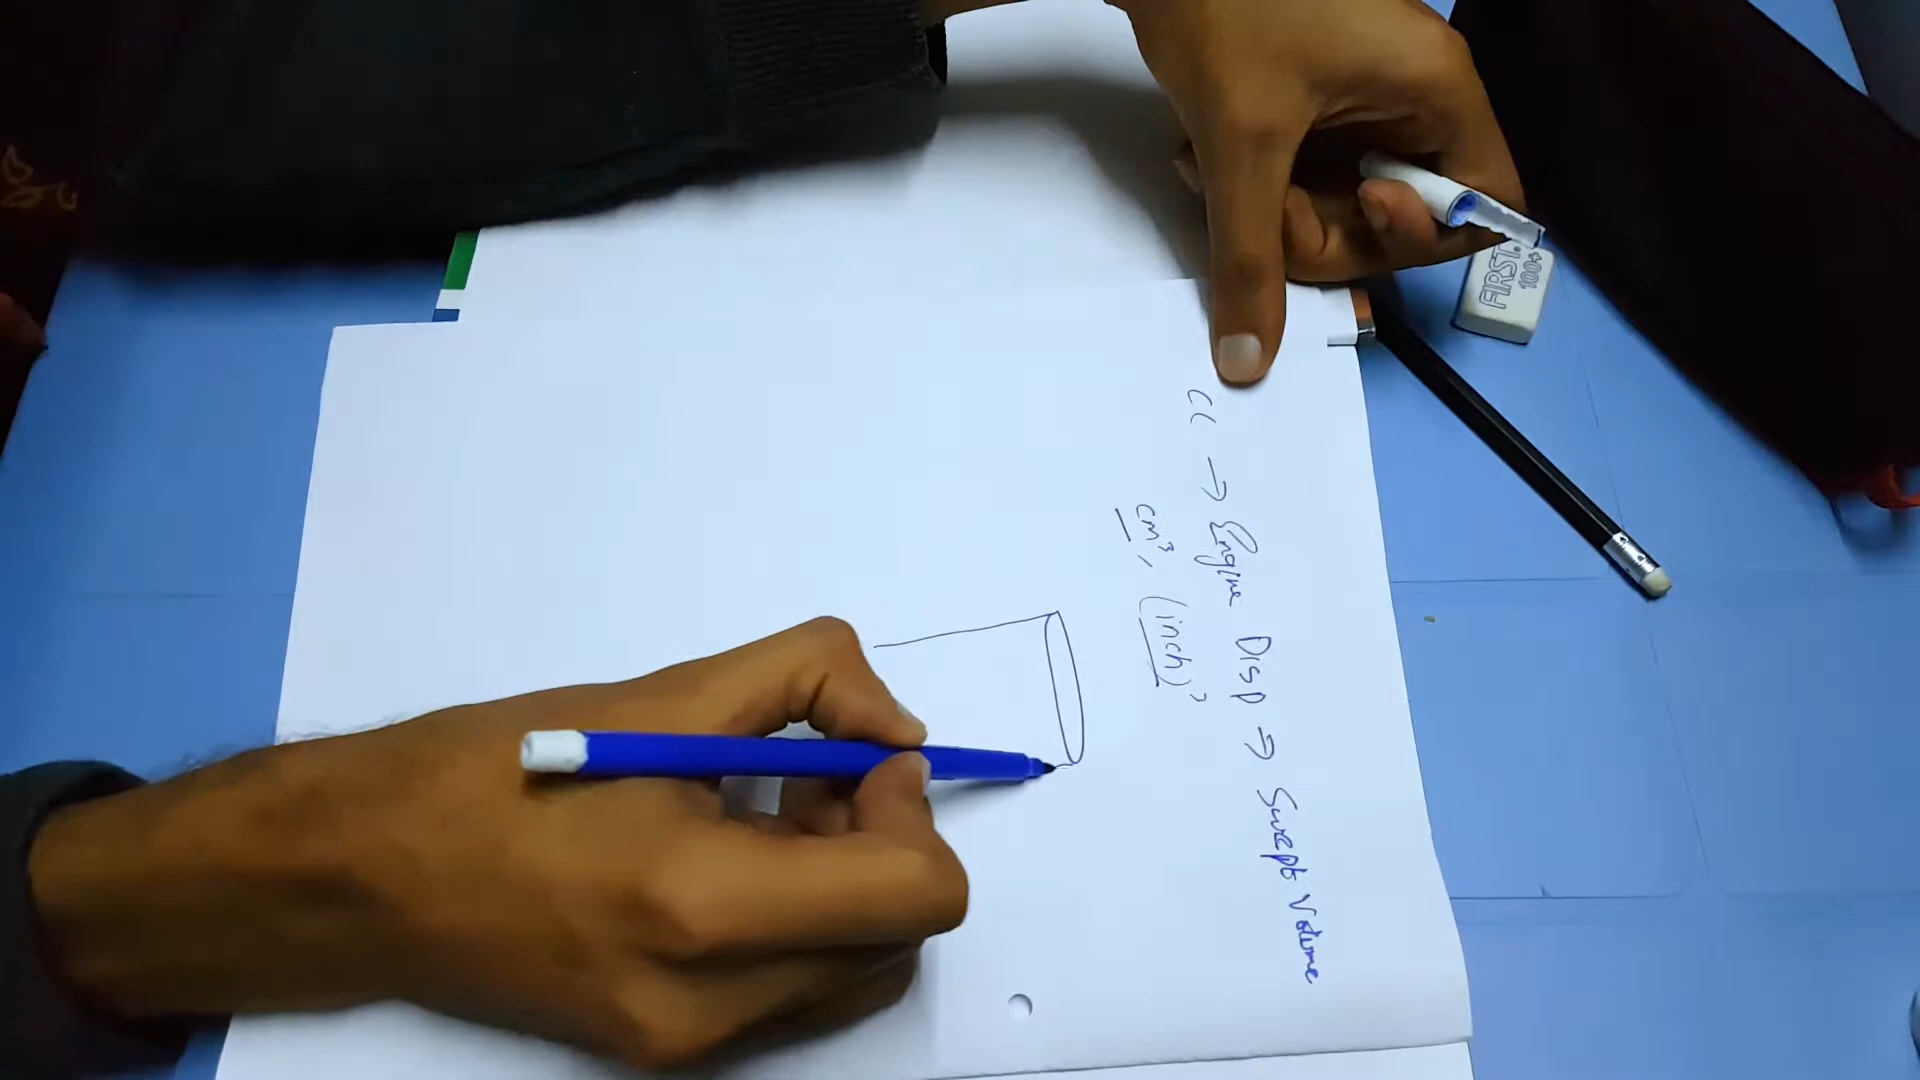 CC → Engine Disp → Swept Volume
cm³, (inch)³
FIRST.
100+